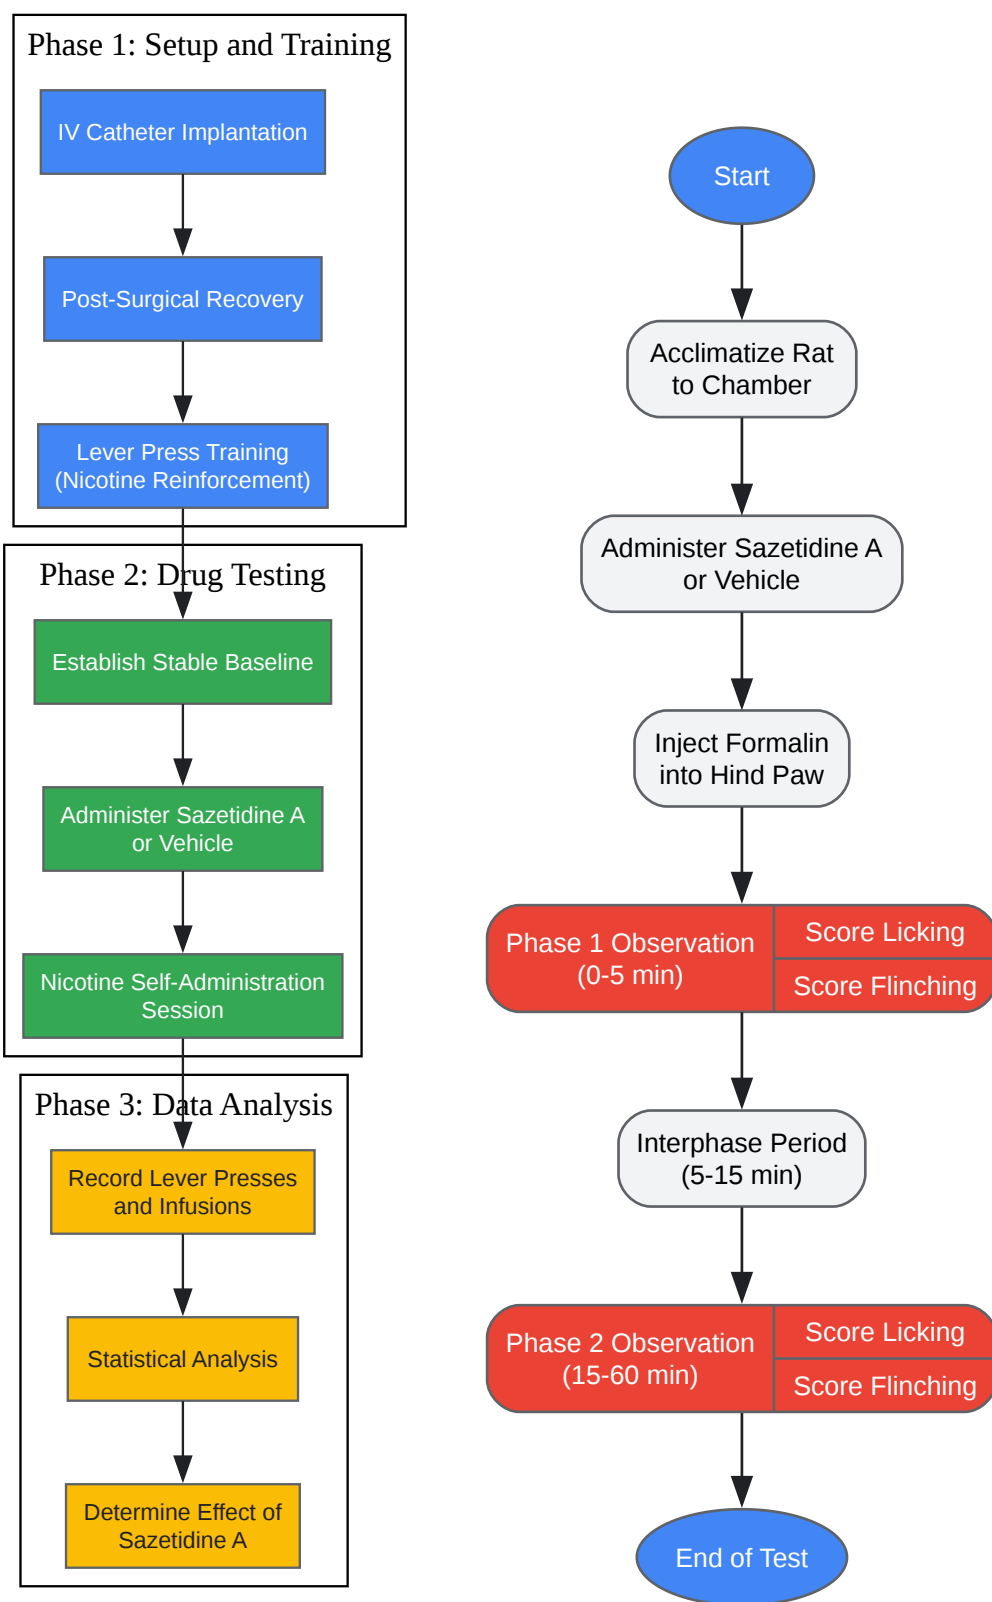 Phase 1: Setup and Training
IV Catheter Implantation
Post-Surgical Recovery
Lever Press Training
(Nicotine Reinforcement)
Phase 2: Drug Testing
Establish Stable Baseline
Administer Sazetidine A
or Vehicle
Nicotine Self-Administration
Session
Phase 3: Data Analysis
Record Lever Presses
and Infusions
Statistical Analysis
Determine Effect of
Sazetidine A
Start
Acclimatize Rat
to Chamber
Administer Sazetidine A
or Vehicle
Inject Formalin
into Hind Paw
Phase 1 Observation
(0-5 min)
Score Licking
Score Flinching
Interphase Period
(5-15 min)
Phase 2 Observation
(15-60 min)
Score Licking
Score Flinching
End of Test